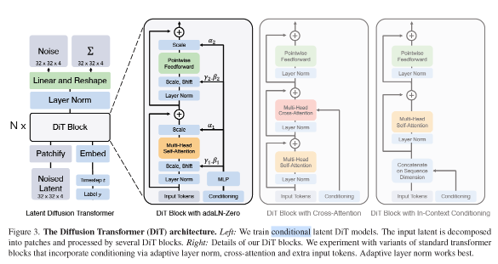 Noise
Σ
32 x 32 x 4
32 x 32 x 4
Linear and Reshape
Layer Norm
N x
DiT Block
Patchify
Embed
Noised Latent
32 x 32 x 4
Timestep t
Label y
Latent Diffusion Transformer
+
Scale
α₂
Pointwise Feedforward
Scale, Shift
γ₂,β₂
Layer Norm
+
Scale
α₁
Multi-Head Self-Attention
Scale, Shift
γ₁,β₁
Layer Norm
MLP
Input Tokens
Conditioning
DiT Block with adaLN-Zero
+
Pointwise Feedforward
Layer Norm
+
Multi-Head Cross-Attention
Layer Norm
+
Multi-Head Self-Attention
Layer Norm
Input Tokens
Conditioning
DiT Block with Cross-Attention
+
Pointwise Feedforward
Layer Norm
+
Multi-Head Self-Attention
Layer Norm
Concatenate on Sequence Dimension
Input Tokens
Conditioning
DiT Block with In-Context Conditioning
Figure 3. The Diffusion Transformer (DiT) architecture. Left: We train conditional latent DiT models. The input latent is decomposed
into patches and processed by several DiT blocks. Right: Details of our DiT blocks. We experiment with variants of standard transformer
blocks that incorporate conditioning via adaptive layer norm, cross-attention and extra input tokens. Adaptive layer norm works best.